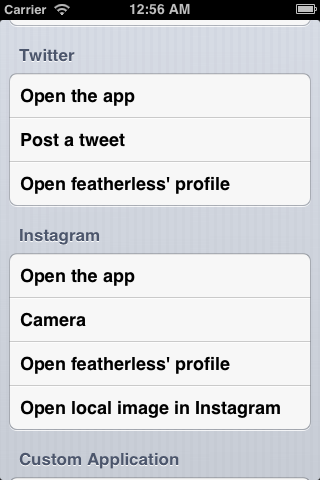 Carrier 12:56 AM
Twitter
Open the app
Post a tweet
Open featherless' profile
Instagram
Open the app
Camera
Open featherless' profile
Open local image in Instagram
Custom Application